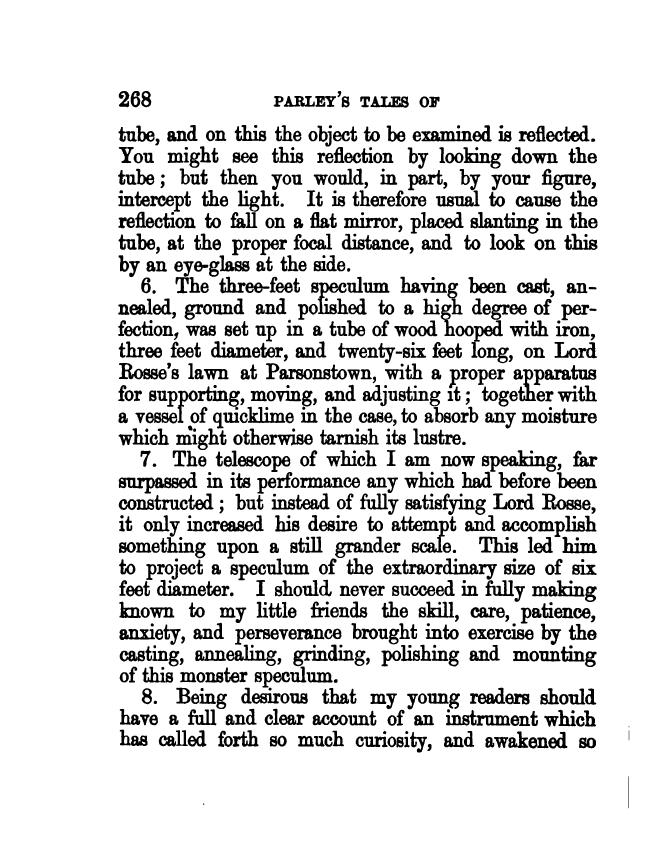 268 PARLEY'S TALES OF
tube, and on this the object to be examined is reflected.
You might see this reflection by looking down the
tube; but then you would, in part, by your figure,
intercept the light. It is therefore usual to cause the
reflection to fall on a flat mirror, placed slanting in the
tube, at the proper focal distance, and to look on this
by an eye-glass at the side.
6. The three-feet speculum having been cast, an-
nealed, ground and polished to a high degree of per-
fection, was set up in a tube of wood hooped with iron,
three feet diameter, and twenty-six feet long, on Lord
Rosse's lawn at Parsonstown, with a proper apparatus
for supporting, moving, and adjusting it; together with
a vessel of quicklime in the case, to absorb any moisture
which might otherwise tarnish its lustre.
7. The telescope of which I am now speaking, far
surpassed in its performance any which had before been
constructed; but instead of fully satisfying Lord Rosse,
it only increased his desire to attempt and accomplish
something upon a still grander scale. This led him
to project a speculum of the extraordinary size of six
feet diameter. I should never succeed in fully making
known to my little friends the skill, care, patience,
anxiety, and perseverance brought into exercise by the
casting, annealing, grinding, polishing and mounting
of this monster speculum.
8. Being desirous that my young readers should
have a full and clear account of an instrument which
has called forth so much curiosity, and awakened so